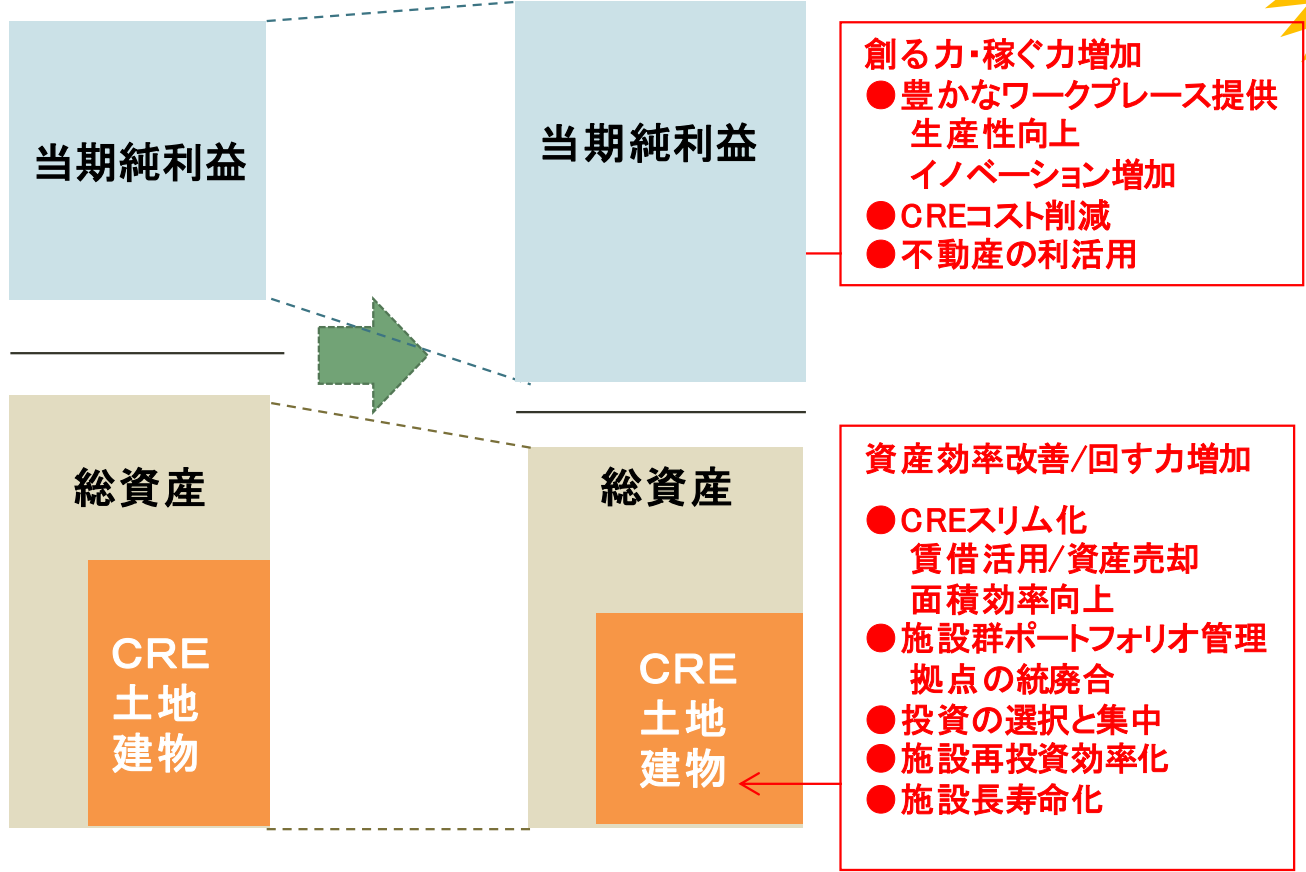 当期純利益
総資産
CRE
土地
建物
当期純利益
総資産
CRE
土地
建物
創る力・稼ぐ力増加
●豊かなワークプレース提供
生産性向上
イノベーション増加
●CREコスト削減
●不動産の利活用
資産効率改善/回す力増加
●CREスリム化
賃借活用/資産売却
面積効率向上
●施設群ポートフォリオ管理
拠点の統廃合
●投資の選択と集中
●施設再投資効率化
●施設長寿命化